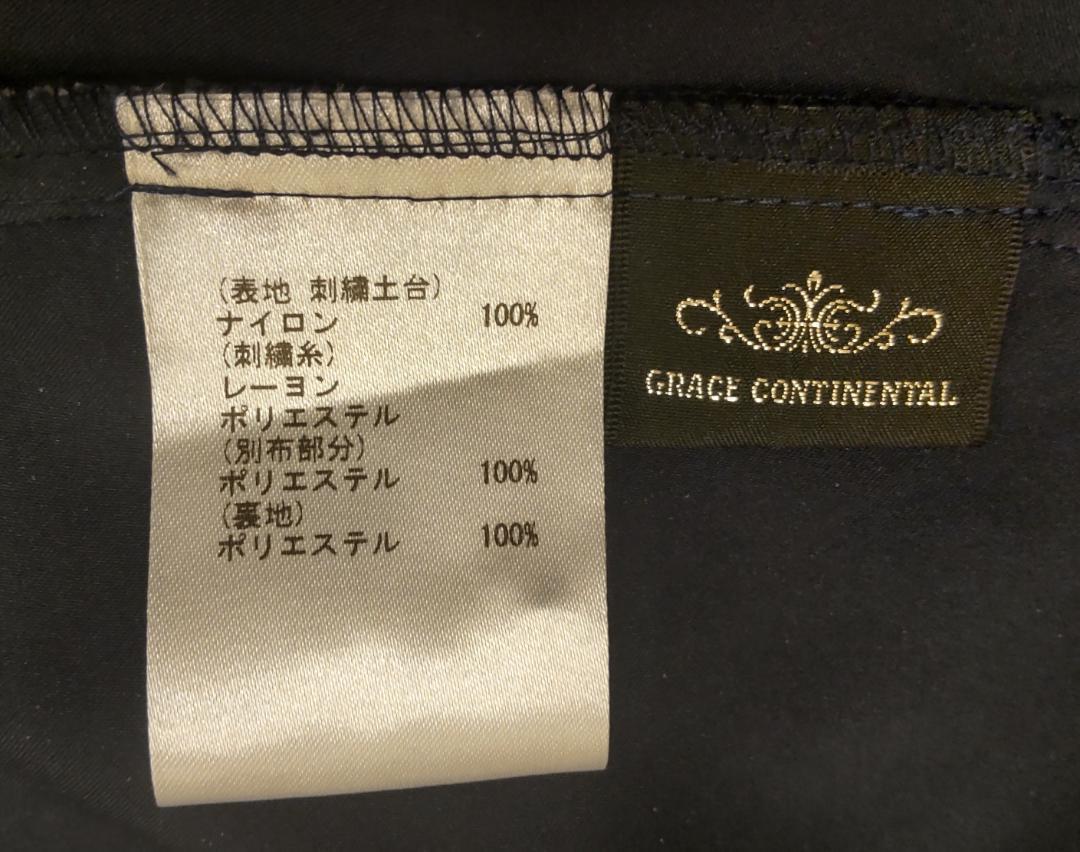 (表地 刺繍土台)
ナイロン 100%
(刺繍糸)
レーヨン
ポリエステル
(別布部分)
ポリエステル 100%
(裏地)
ポリエステル 100%
GRACE CONTINENTAL